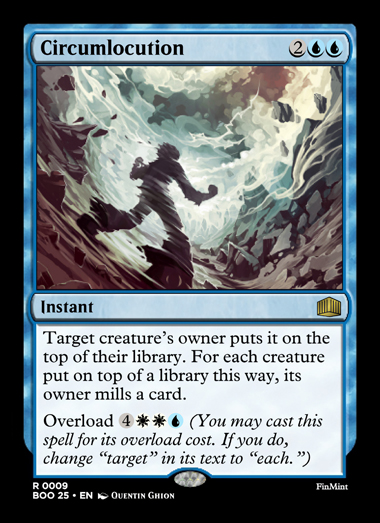 Circumlocution 2
Instant
Target creature's owner puts it on the
top of their library. For each creature
put on top of a library this way, its
owner mills a card.
Overload 4 (You may cast this
spell for its overload cost. If you do,
change "target" in its text to "each.")
R 0009
BOO 25 • EN Quentin Ghion
FinMint